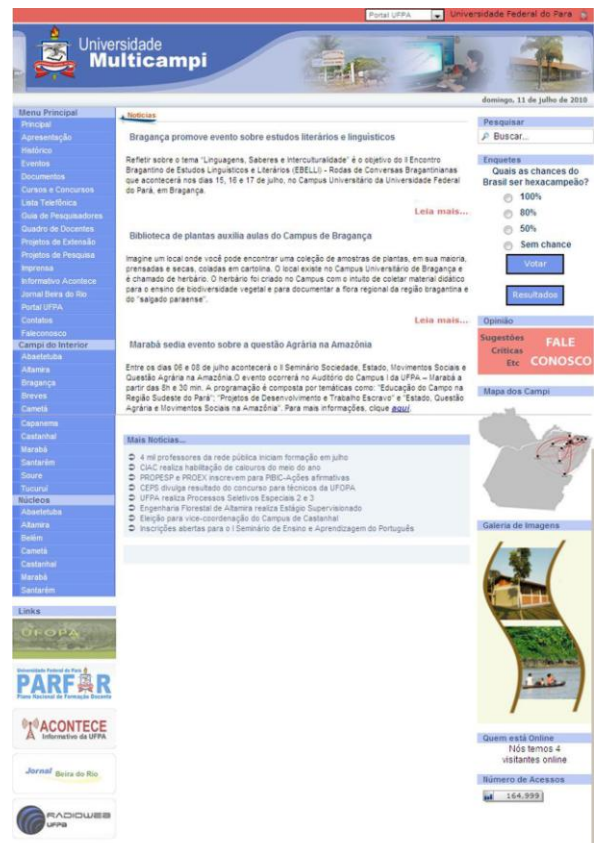 Portal UFPA
Universidade Federal do Para
Universidade
Multicampi
domingo, 11 de julho de 2010
Menu Principal
Principal
Apresentação
Histórico
Eventos
Documentos
Cursos e Concursos
Lista Telefônica
Guia de Pesquisadores
Quadro de Docentes
Projetos de Extensão
Projetos de Pesquisa
Imprensa
Informativo Acontece
Jornal Beira do Rio
Portal UFPA
Contatos
Faleconosco
Campi do Interior
Abaetetuba
Altamira
Bragança
Breves
Cametá
Capanema
Castanhal
Marabá
Santarém
Soure
Tucuruí
Núcleos
Abaetetuba
Altamira
Belém
Cametá
Castanhal
Marabá
Santarém
Links
UFOPA
Universidade Federal do Pará
PARFOR
Plano Nacional de Formação Docente
ACONTECE
Informativo da UFPA
Jornal Beira do Rio
RADIOWEB
UFPA
Notícias
Bragança promove evento sobre estudos literários e linguísticos
Refletir sobre o tema "Linguagens, Saberes e Interculturalidade" é o objetivo do II Encontro
Bragantino de Estudos Linguísticos e Literários (EBELLI) - Rodas de Conversas Bragantinianas
que acontecerá nos dias 15, 16 e 17 de julho, no Campus Universitário da Universidade Federal
do Pará, em Bragança.
Leia mais...
Biblioteca de plantas auxilia aulas do Campus de Bragança
Imagine um local onde você pode encontrar uma coleção de amostras de plantas, em sua maioria,
prensadas e secas, coladas em cartolina. O local existe no Campus Universitário de Bragança e
é chamado de herbário. O herbário foi criado no Campus com o intuito de coletar material didático
para o ensino de biodiversidade vegetal e para documentar a flora regional da região bragantina e
do "salgado paraense".
Leia mais...
Marabá sedia evento sobre a questão Agrária na Amazônia
Entre os dias 06 e 08 de julho acontecerá o I Seminário Sociedade, Estado, Movimentos Sociais e
Questão Agrária na Amazônia.O evento ocorrerá no Auditório do Campus I da UFPA – Marabá a
partir das 8h e 30 min. A programação é composta por temáticas como: "Educação do Campo na
Região Sudeste do Pará"; "Projetos de Desenvolvimento e Trabalho Escravo" e "Estado, Questão
Agrária e Movimentos Sociais na Amazônia". Para mais informações, clique aqui.
Mais Notícias...
4 mil professores da rede pública iniciam formação em julho
CIAC realiza habilitação de calouros do meio do ano
PROPESP e PROEX inscrevem para PIBIC-Ações afirmativas
CEPS divulga resultado do concurso para técnicos da UFOPA
UFPA realiza Processos Seletivos Especiais 2 e 3
Engenharia Florestal de Altamira realiza Estágio Supervisionado
Eleição para vice-coordenação do Campus de Castanhal
Inscrições abertas para o I Seminário de Ensino e Aprendizagem do Português
Pesquisar
Buscar...
Enquetes
Quais as chances do
Brasil ser hexacampeão?
100%
80%
50%
Sem chance
Votar
Resultados
Opinião
Sugestões
Críticas
Etc
FALE
CONOSCO
Mapa dos Campi
Galeria de Imagens
Quem está Online
Nós temos 4
visitantes online
Número de Acessos
164.999